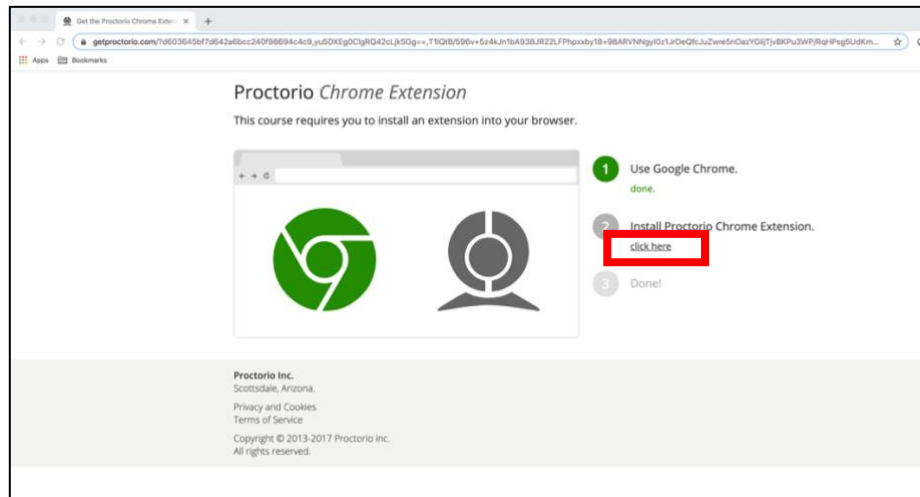 Get the Proctorio Chrome Exten
Apps Bookmarks
Proctorio Chrome Extension
This course requires you to install an extension into your browser.
1 Use Google Chrome.
done.
2 Install Proctorio Chrome Extension.
click here
3 Done!
Proctorio Inc.
Scottsdale, Arizona.
Privacy and Cookies
Terms of Service
Copyright © 2013-2017 Proctorio inc.
All rights reserved.